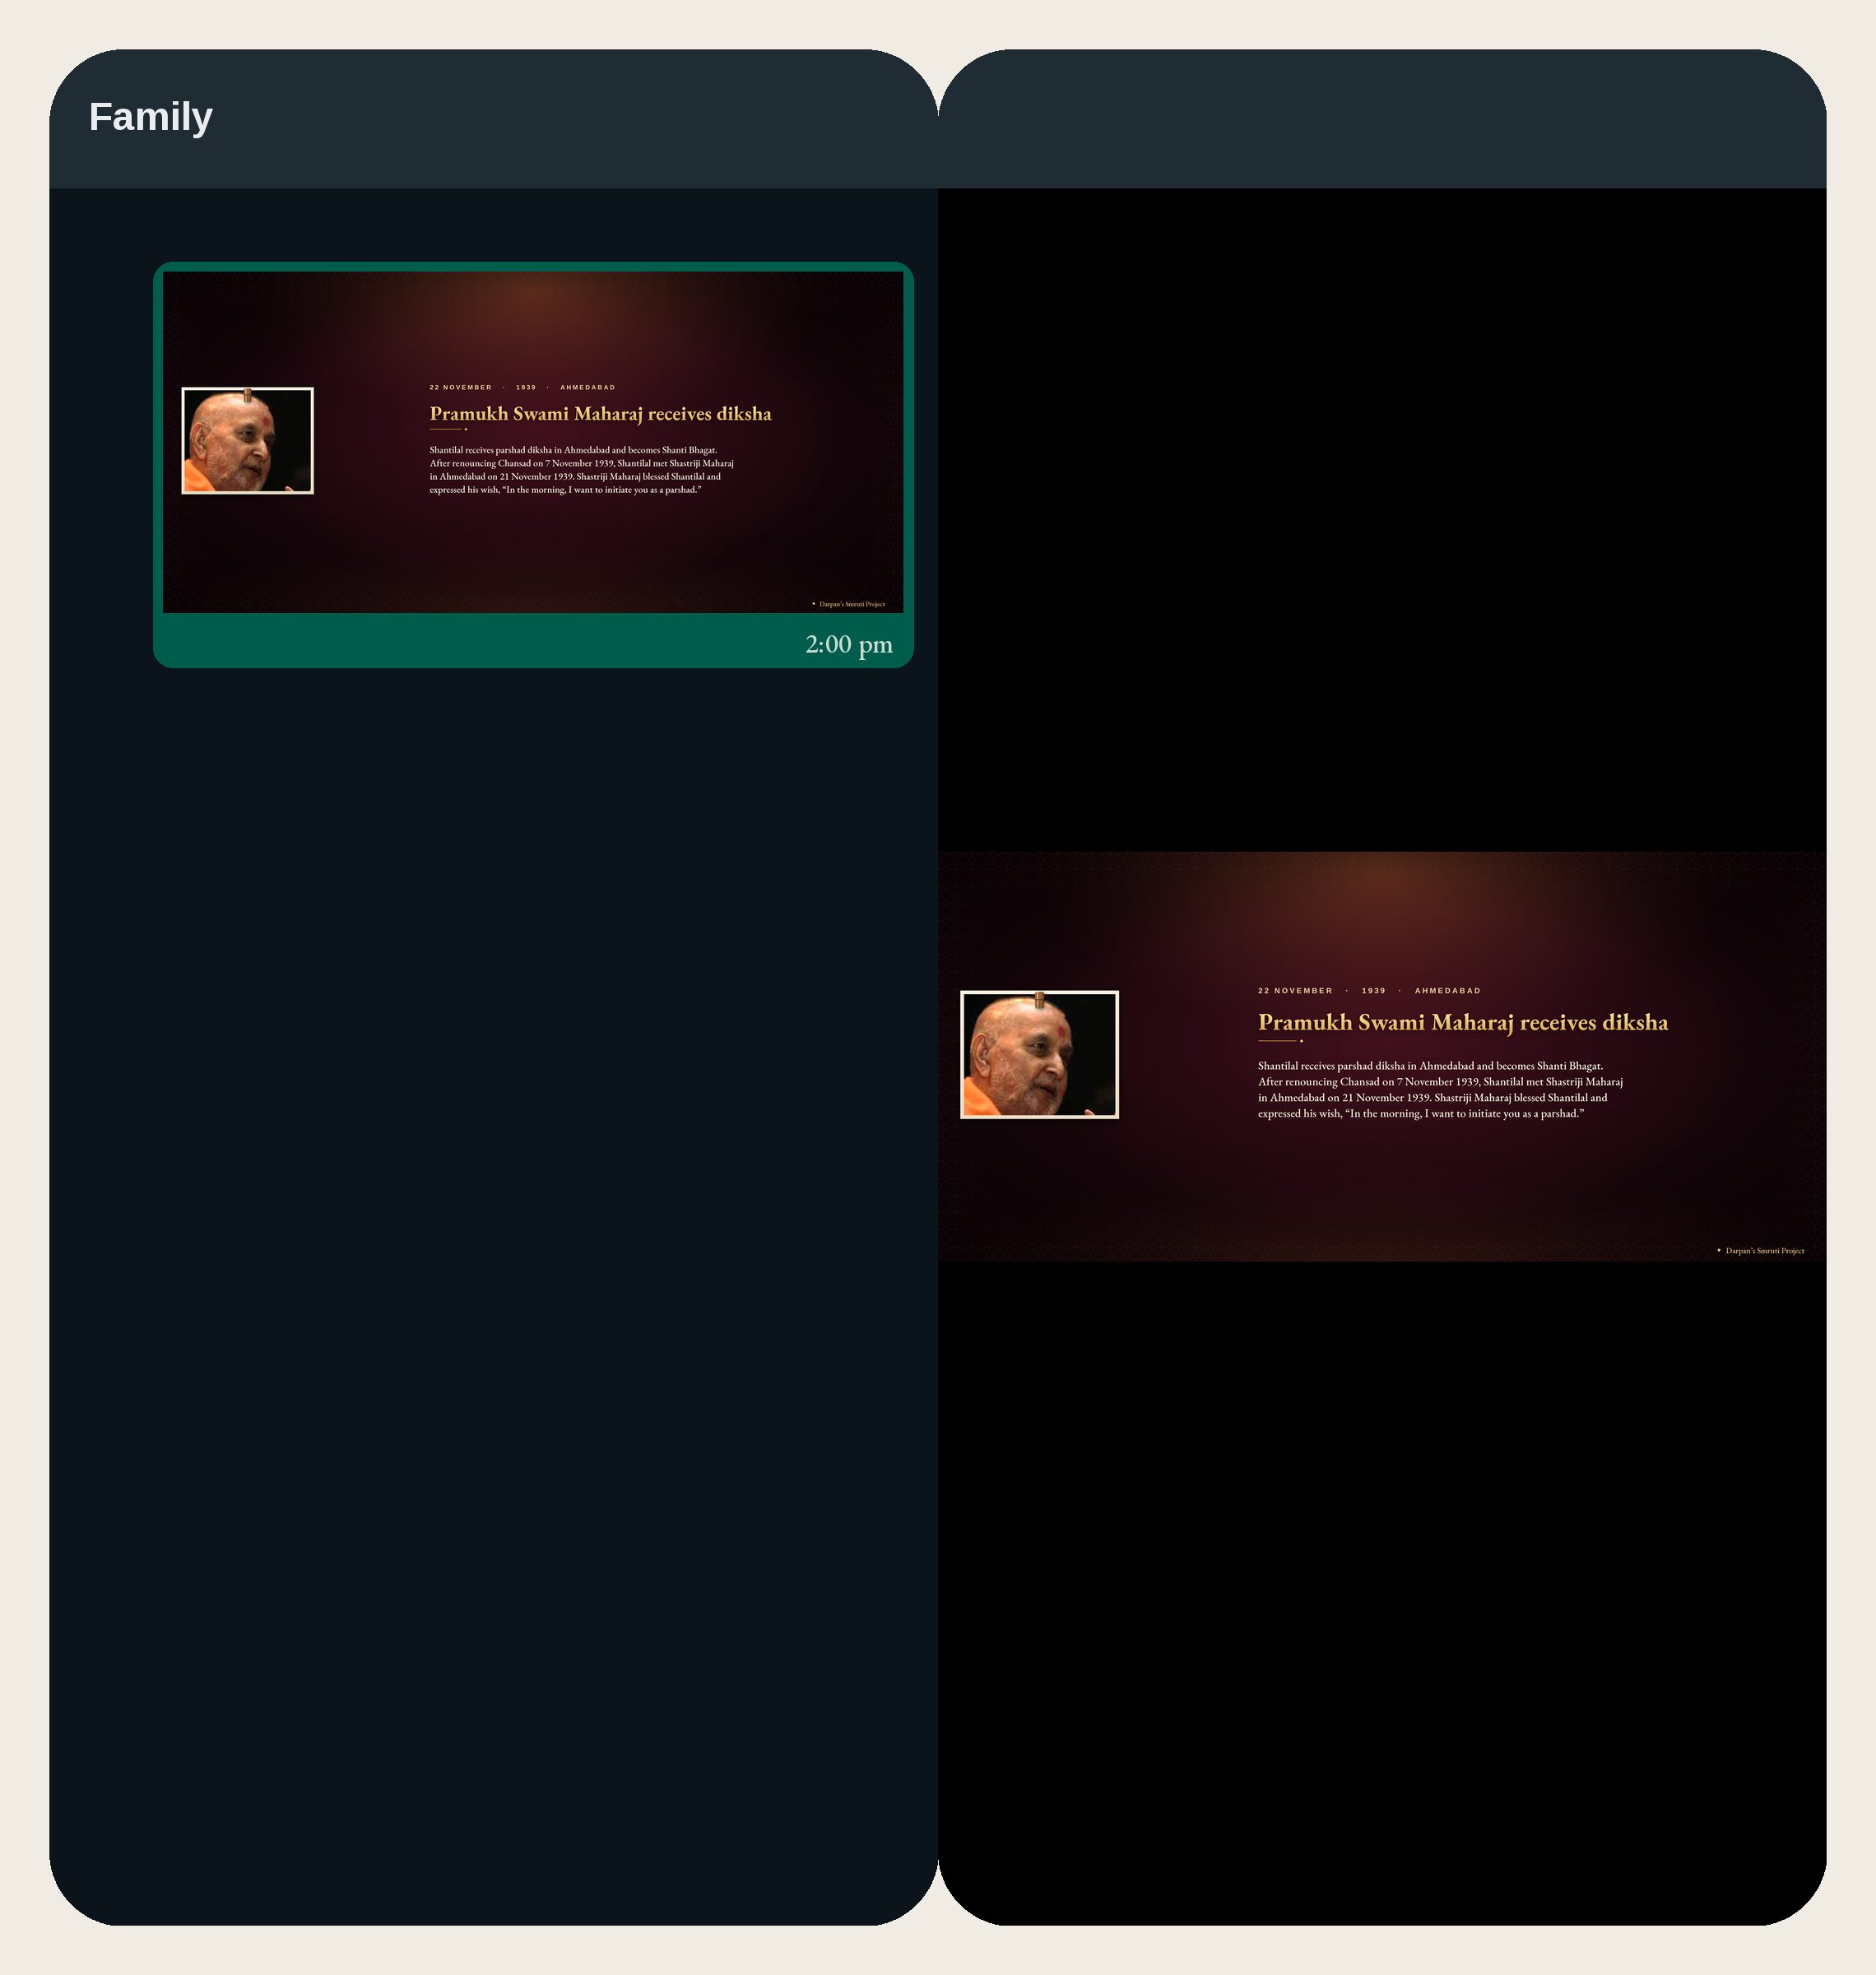 Family
22 NOVEMBER · 1939 · AHMEDABAD
Pramukh Swami Maharaj receives diksha
Shantilal receives parshad diksha in Ahmedabad and becomes Shanti Bhagat.
After renouncing Chansad on 7 November 1939, Shantilal met Shastriji Maharaj
in Ahmedabad on 21 November 1939. Shastriji Maharaj blessed Shantilal and
expressed his wish, “In the morning, I want to initiate you as a parshad.”
Darpan’s Smruti Project
2:00 pm
22 NOVEMBER · 1939 · AHMEDABAD
Pramukh Swami Maharaj receives diksha
Shantilal receives parshad diksha in Ahmedabad and becomes Shanti Bhagat.
After renouncing Chansad on 7 November 1939, Shantilal met Shastriji Maharaj
in Ahmedabad on 21 November 1939. Shastriji Maharaj blessed Shantilal and
expressed his wish, “In the morning, I want to initiate you as a parshad.”
Darpan’s Smruti Project